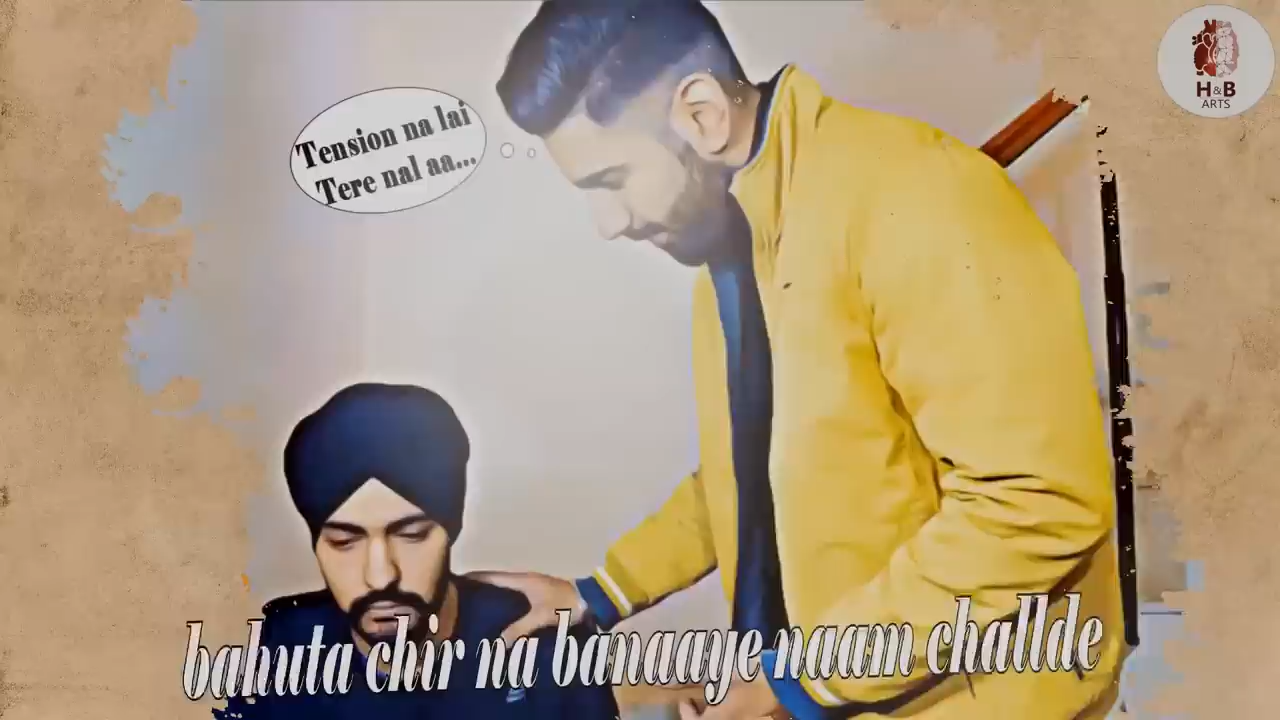 H&B
ARTS
Tension na lai
Tere nal aa...
bahuta chir na banaaye naam challde